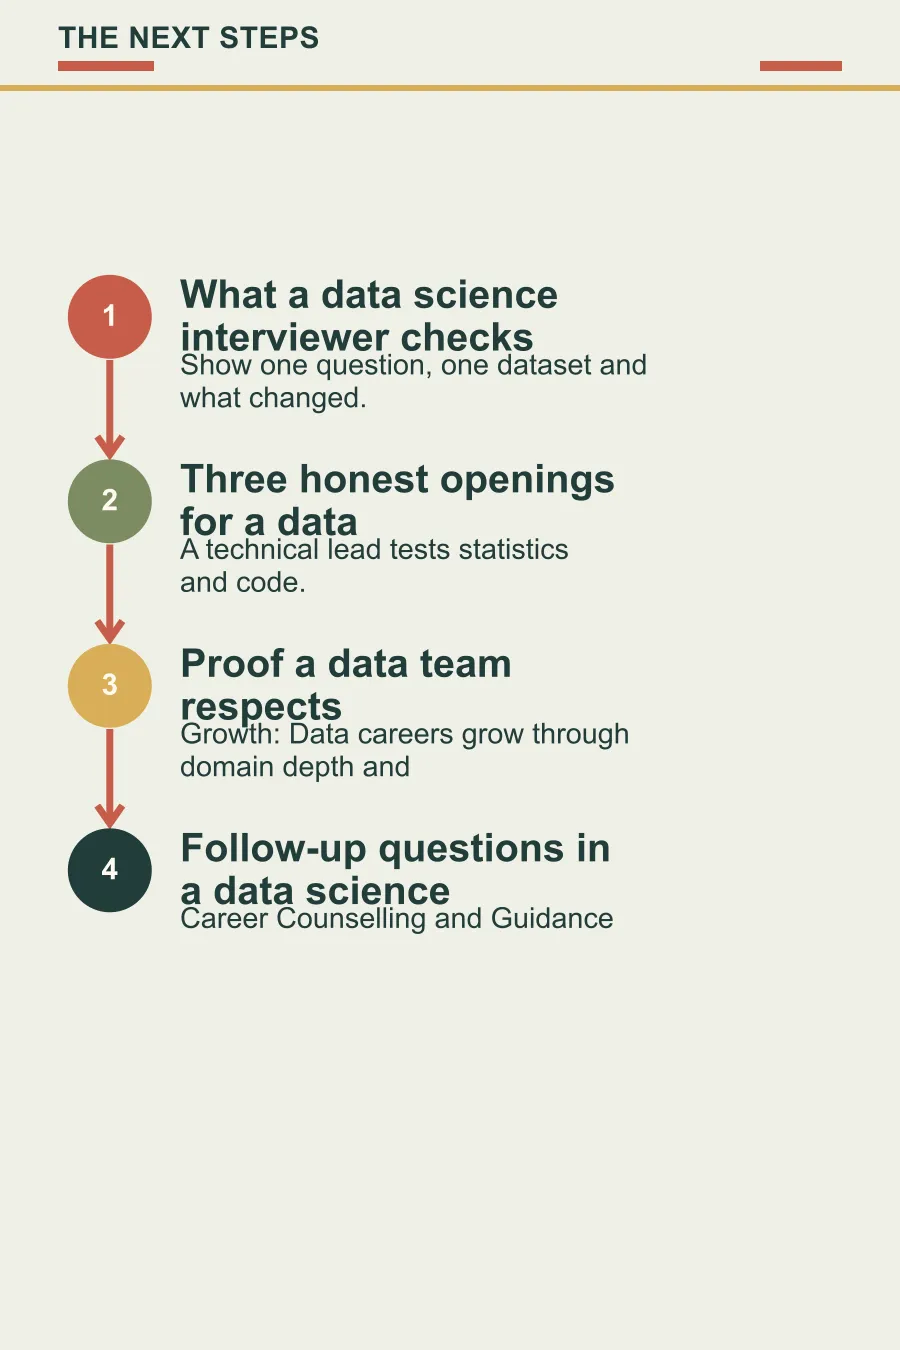 THE NEXT STEPS
1
What a data science
interviewer checks
Show one question, one dataset and
what changed.
2
Three honest openings
for a data
A technical lead tests statistics
and code.
3
Proof a data team
respects
Growth: Data careers grow through
domain depth and
4
Follow-up questions in
a data science
Career Counselling and Guidance